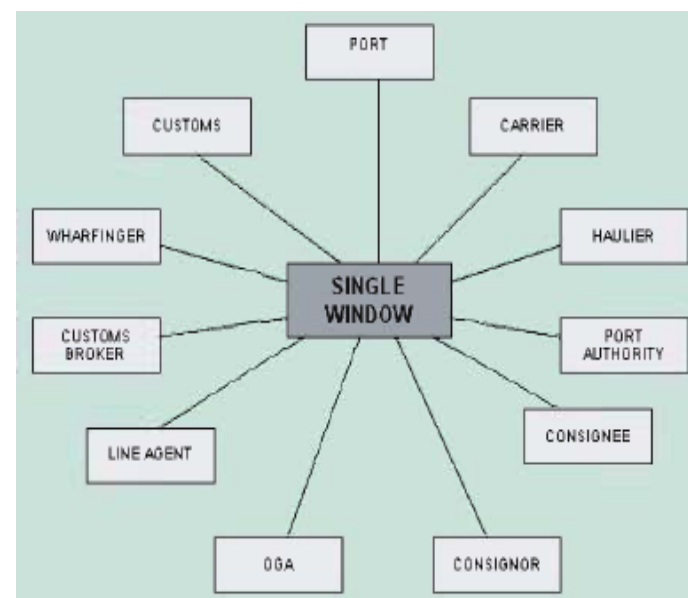 PORT
CUSTOMS
CARRIER
WHARFINGER
HAULIER
SINGLE
WINDOW
CUSTOMS
BROKER
PORT
AUTHORITY
CONSIGNEE
LINE AGENT
OGA
CONSIGNOR